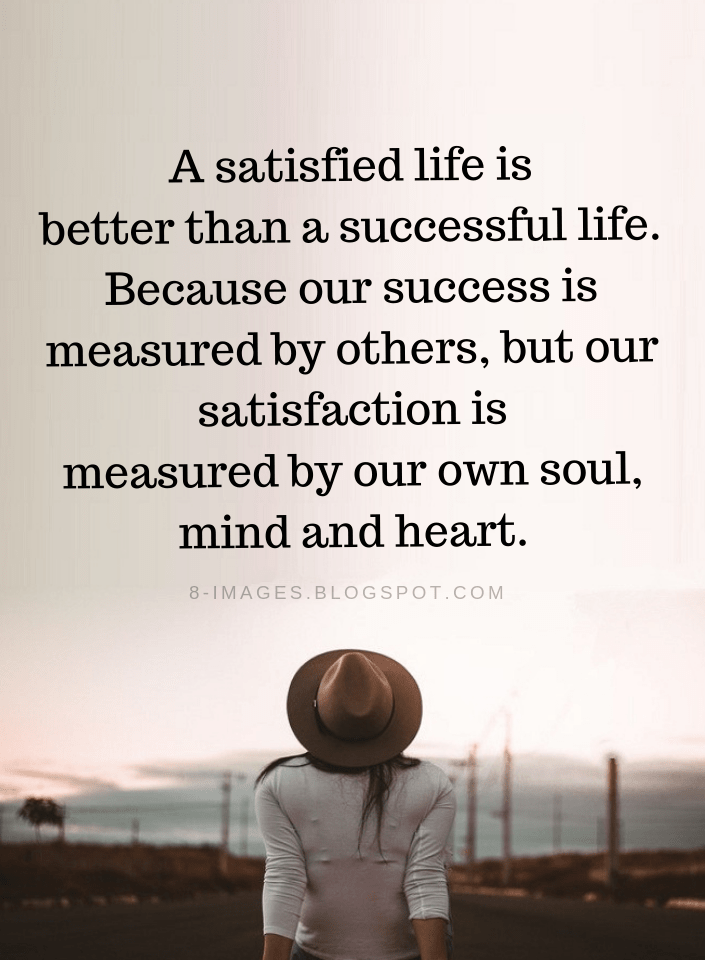 A satisfied life is
better than a successful life.
Because our success is
measured by others, but our
satisfaction is
measured by our own soul,
mind and heart.
8-IMAGES.BLOGSPOT.COM